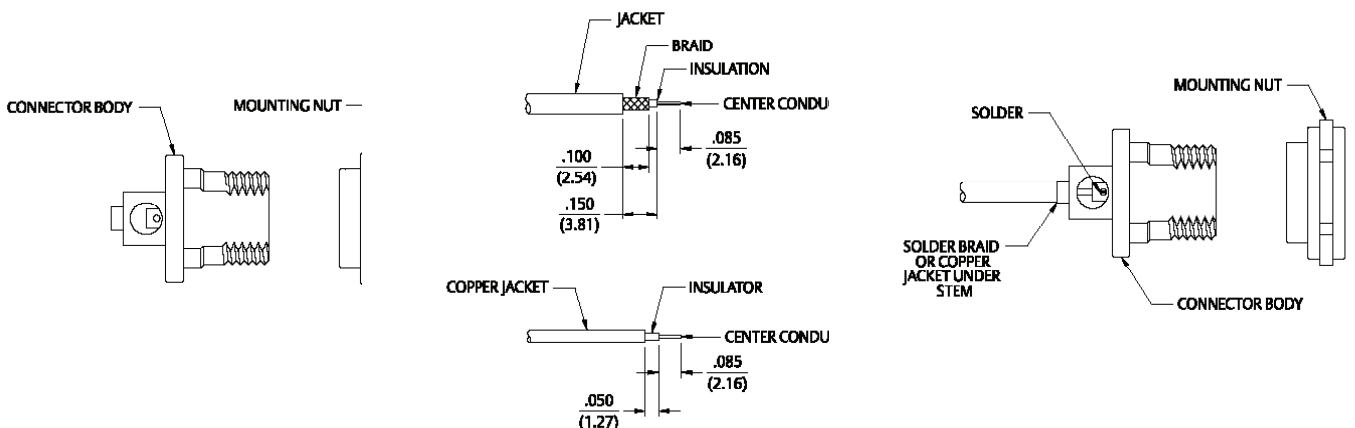 CONNECTOR BODY
MOUNTING NUT
JACKET
BRAID
INSULATION
CENTER CONDU
.085
(2.16)
.100
(2.54)
.150
(3.81)
COPPER JACKET
INSULATOR
CENTER CONDU
.085
(2.16)
.050
(1.27)
MOUNTING NUT
SOLDER
SOLDER BRAID
OR COPPER
JACKET UNDER
STEM
CONNECTOR BODY